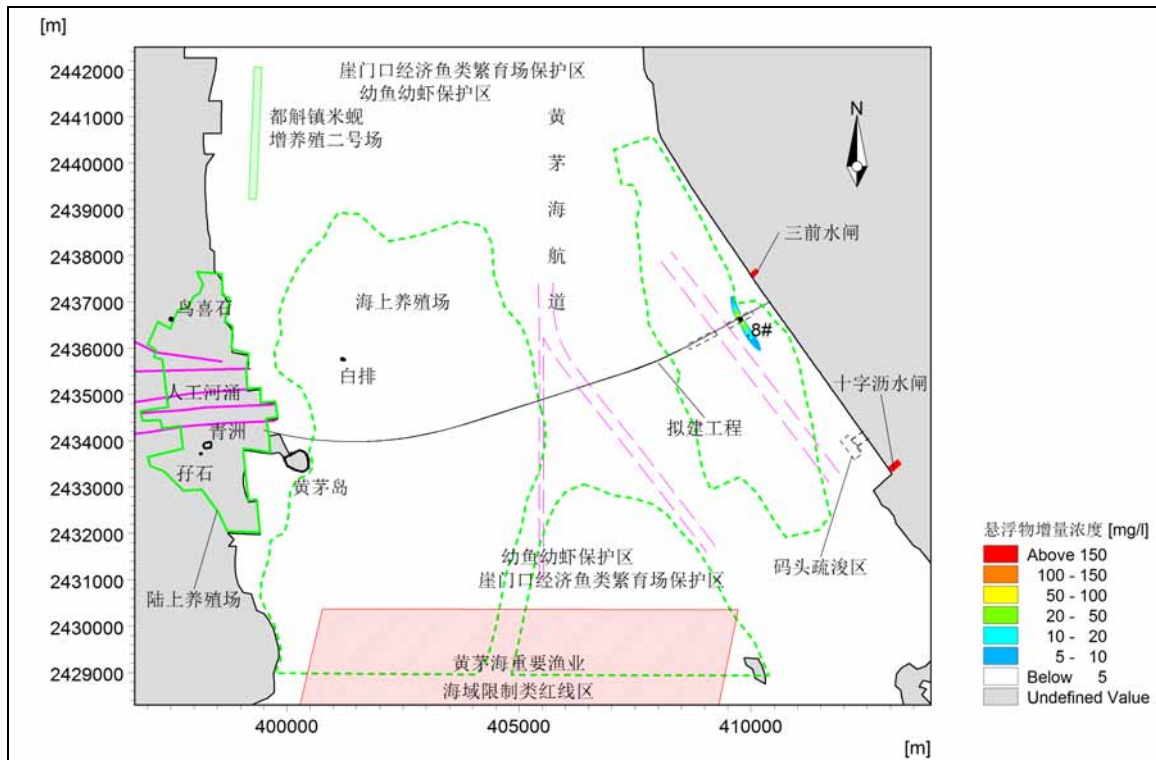 [m]
2442000
2441000
2440000
2439000
2438000
2437000
2436000
2435000
2434000
2433000
2432000
2431000
2430000
2429000
崖门口经济鱼类繁育场保护区
幼鱼幼虾保护区
都斛镇米蚬
增养殖二号场
黄
茅
海
航
道
N
三前水闸
海上养殖场
鸟喜石
8#
白排
人工河涌
十字沥水闸
青洲
拟建工程
孖石
黄茅岛
幼鱼幼虾保护区
崖门口经济鱼类繁育场保护区
码头疏浚区
陆上养殖场
黄茅海重要渔业
海域限制类红线区
400000
405000
410000
[m]
悬浮物增量浓度 [mg/l]
Above 150
100 - 150
50 - 100
20 - 50
10 - 20
5 - 10
Below 5
Undefined Value